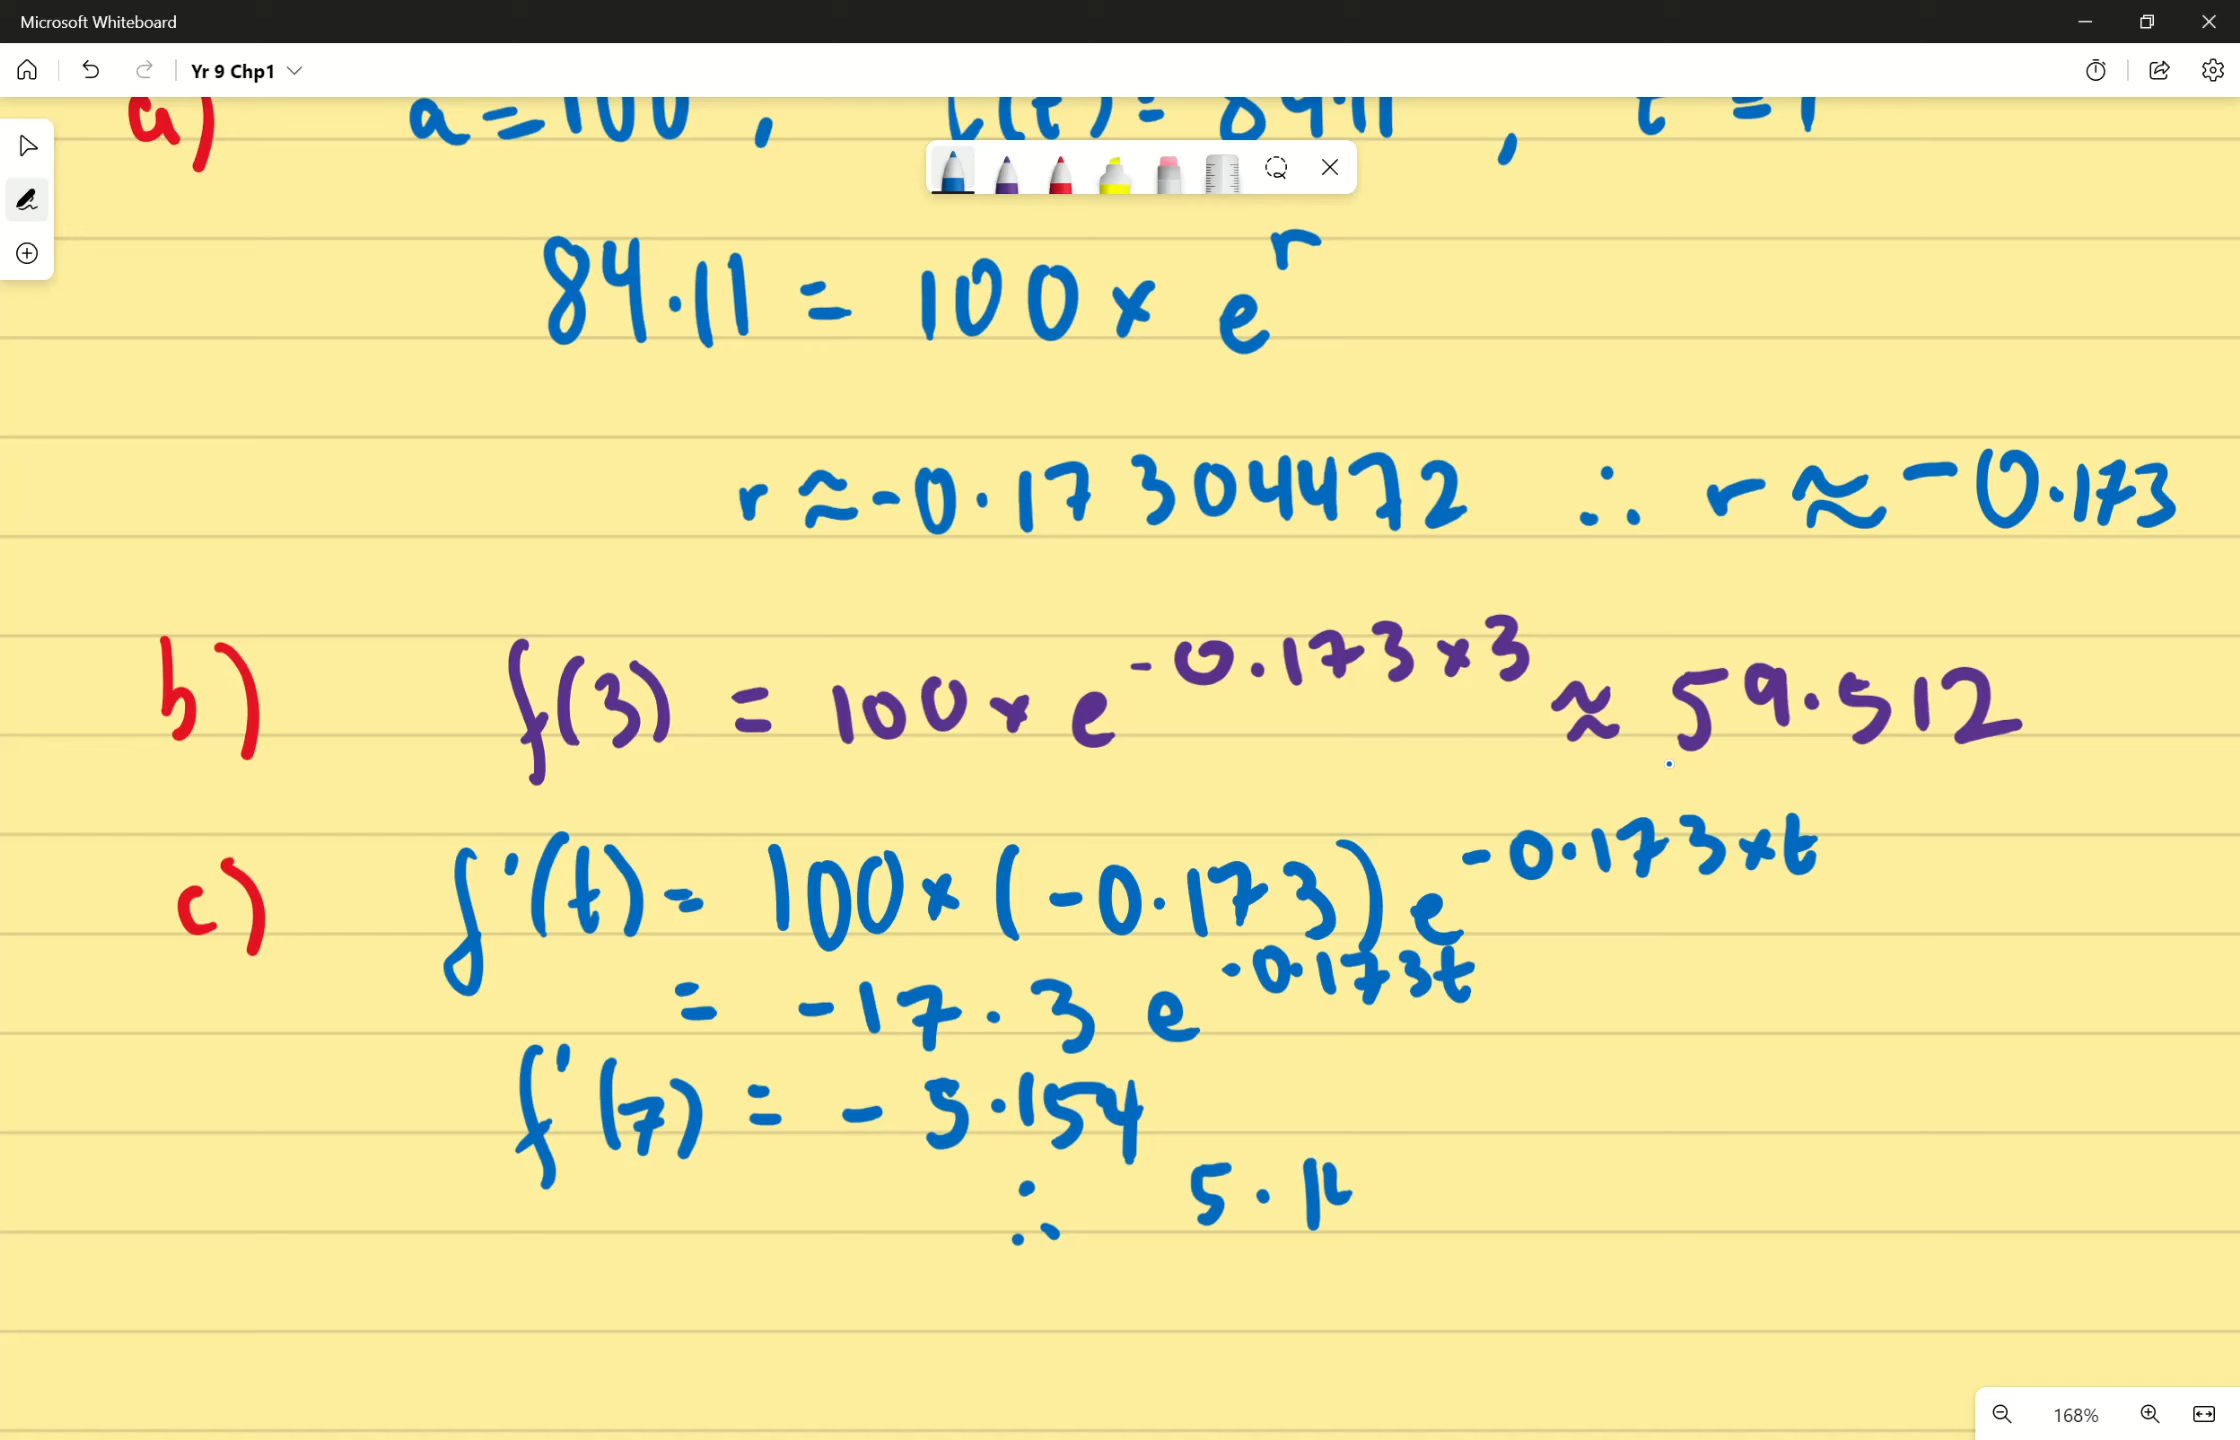 Microsoft Whiteboard
Yr 9 Chp1
a) a = 100 , f(t) = 84.11 , t = 1
84.11 = 100 × e^r
r ≈ -0.17304472 ∴ r ≈ -0.173
b) f(3) = 100 × e^-0.173×3 ≈ 59.512
c) f'(t) = 100 × (-0.173) e^-0.173×t
= -17.3 e^-0.173t
f'(7) = -5.154
∴ 5.1
168%